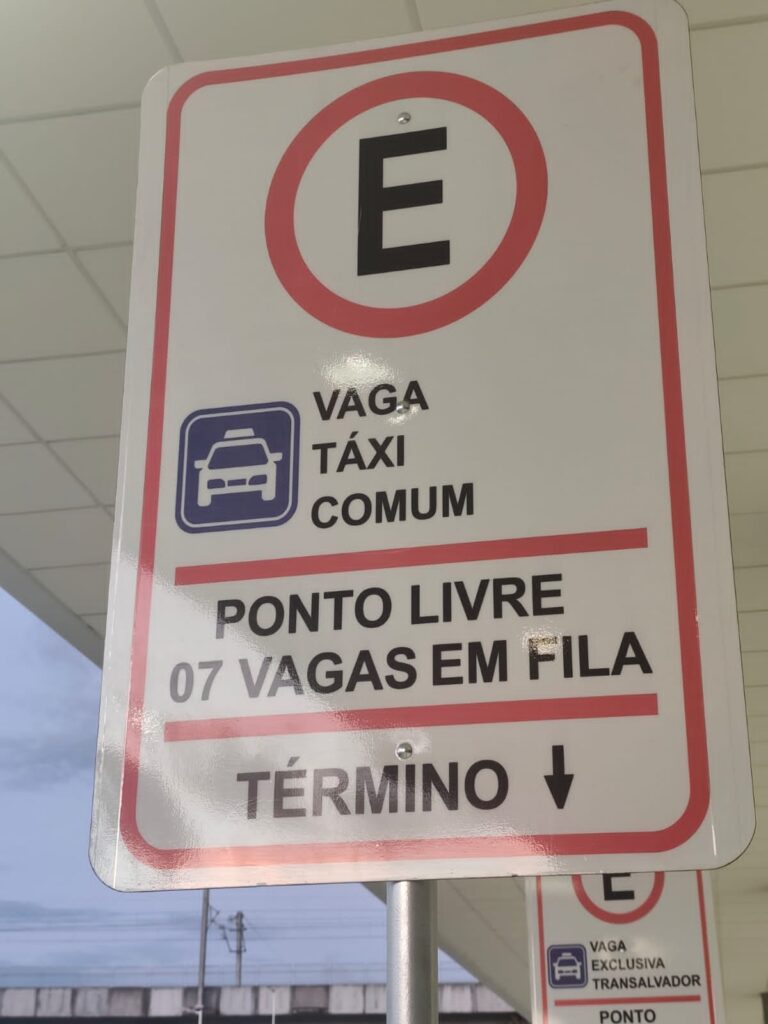 E
VAGA
TÁXI
COMUM
PONTO LIVRE
07 VAGAS EM FILA
TÉRMINO
E
VAGA
EXCLUSIVA
TRANSALVADOR
PONTO